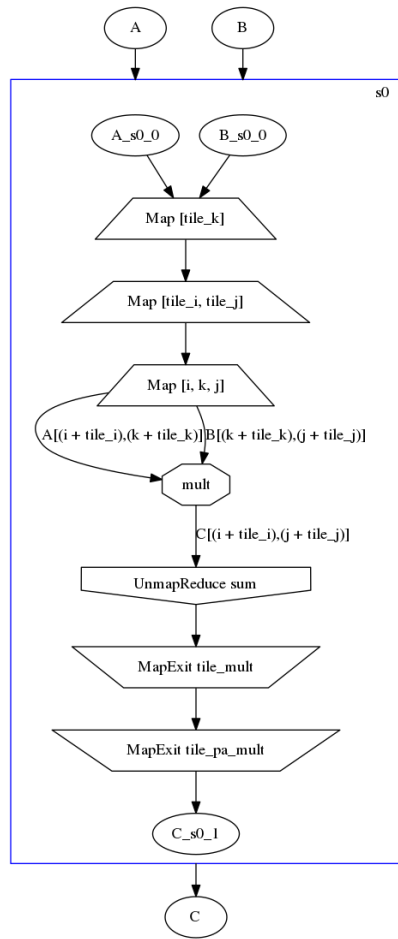 A
B
s0
A_s0_0
B_s0_0
Map [tile_k]
Map [tile_i, tile_j]
Map [i, k, j]
A[(i + tile_i),(k + tile_k)]
B[(k + tile_k),(j + tile_j)]
mult
C[(i + tile_i),(j + tile_j)]
UnmapReduce sum
MapExit tile_mult
MapExit tile_pa_mult
C_s0_1
C